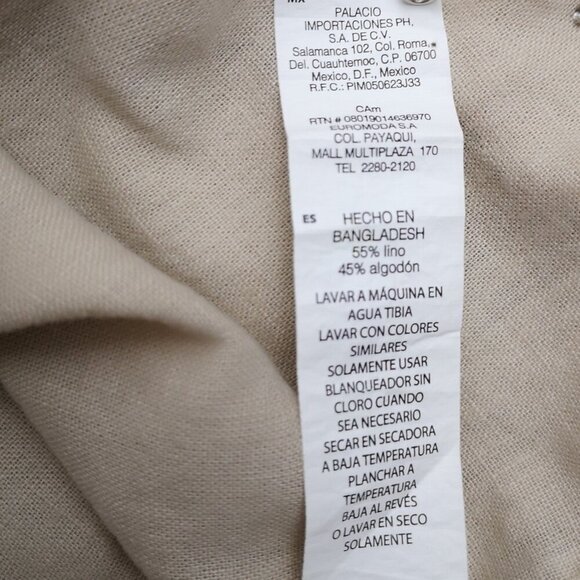 MX
PALACIO
IMPORTACIONES PH,
S.A. DE C.V.
Salamanca 102, Col. Roma,
Del. Cuauhtemoc, C.P. 06700
Mexico, D.F., Mexico
R.F.C.: PIM050623J33
CAm
RTN # 08019014636970
EUROMODA S.A
COL. PAYAQUI,
MALL MULTIPLAZA 170
TEL 2280-2120
ES HECHO EN
BANGLADESH
55% lino
45% algodón
LAVAR A MÁQUINA EN
AGUA TIBIA
LAVAR CON COLORES
SIMILARES
SOLAMENTE USAR
BLANQUEADOR SIN
CLORO CUANDO
SEA NECESARIO
SECAR EN SECADORA
A BAJA TEMPERATURA
PLANCHAR A
TEMPERATURA
BAJA AL REVÉS
O LAVAR EN SECO
SOLAMENTE